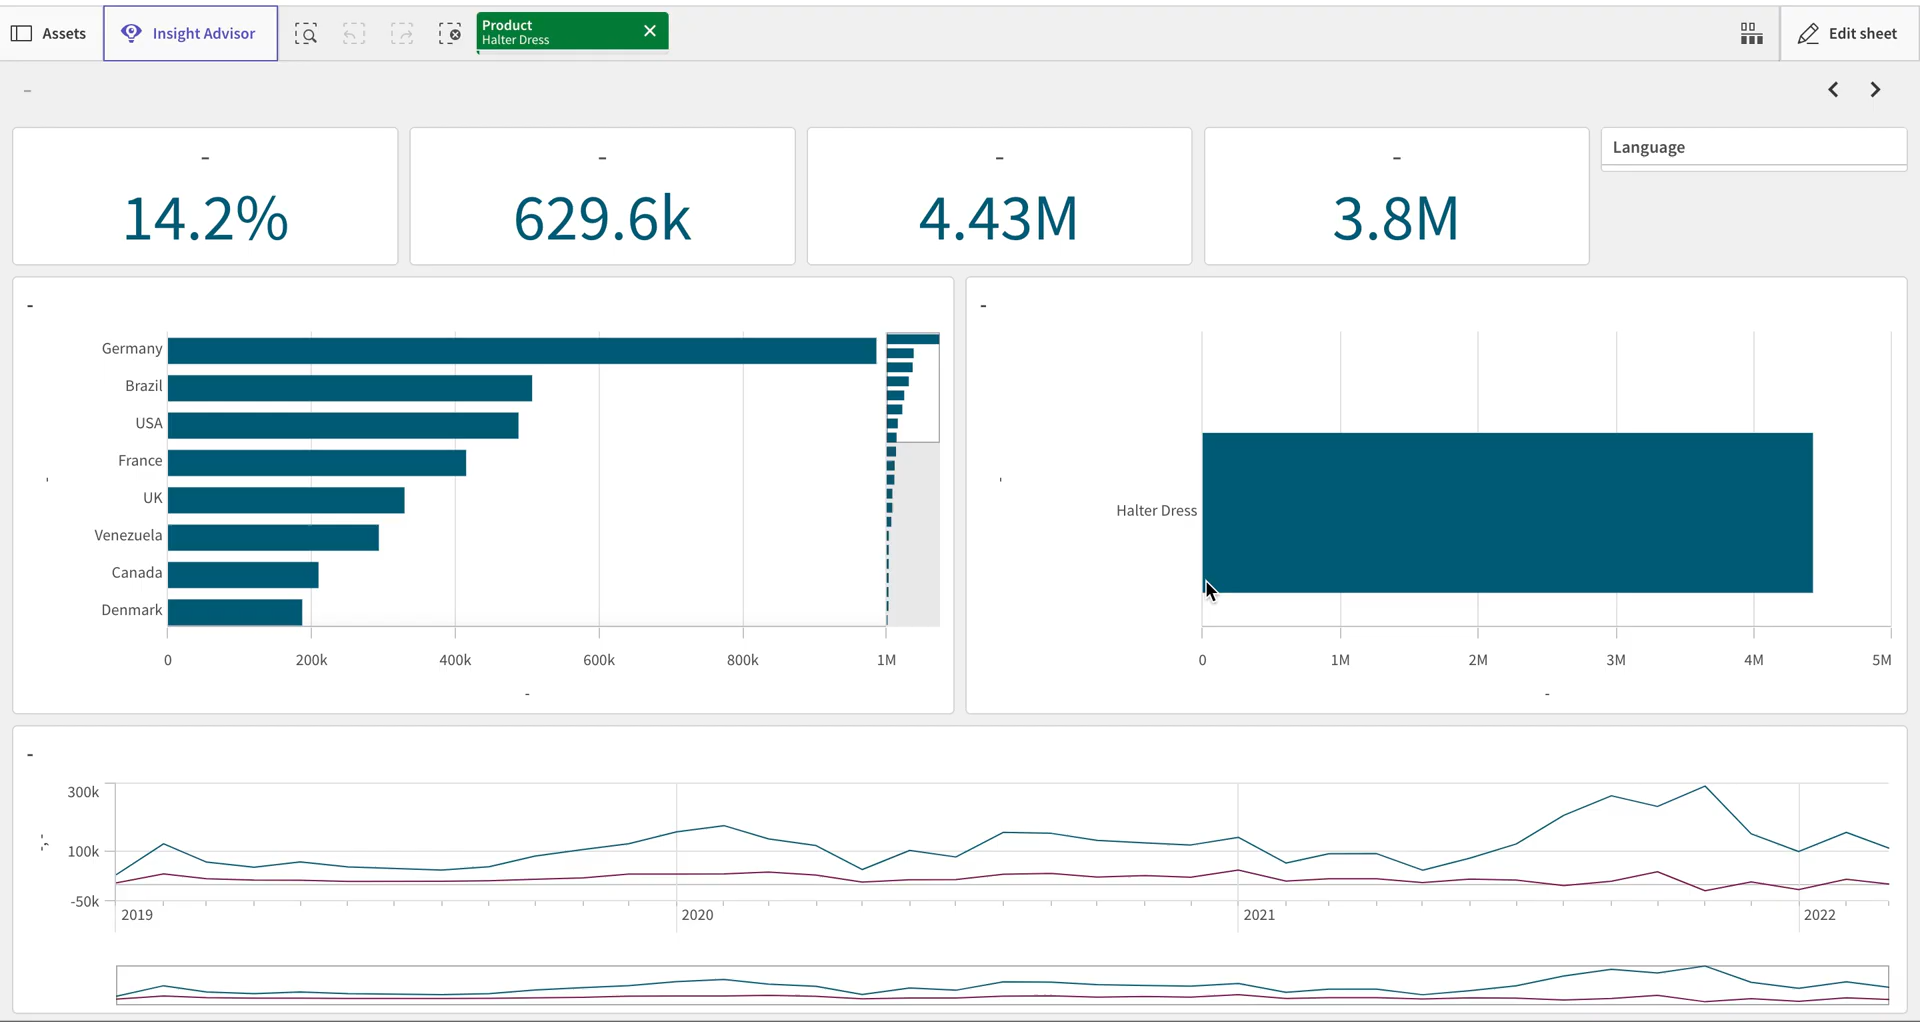 Assets
Insight Advisor
Product
Halter Dress
Edit sheet
-
-
-
-
-
14.2%
629.6k
4.43M
3.8M
Language
-
Germany
Brazil
USA
France
UK
Venezuela
Canada
Denmark
-
0 200k 400k 600k 800k 1M
-
-
Halter Dress
-
0 1M 2M 3M 4M 5M
-
-
300k
100k
-50k
-, -
2019 2020 2021 2022